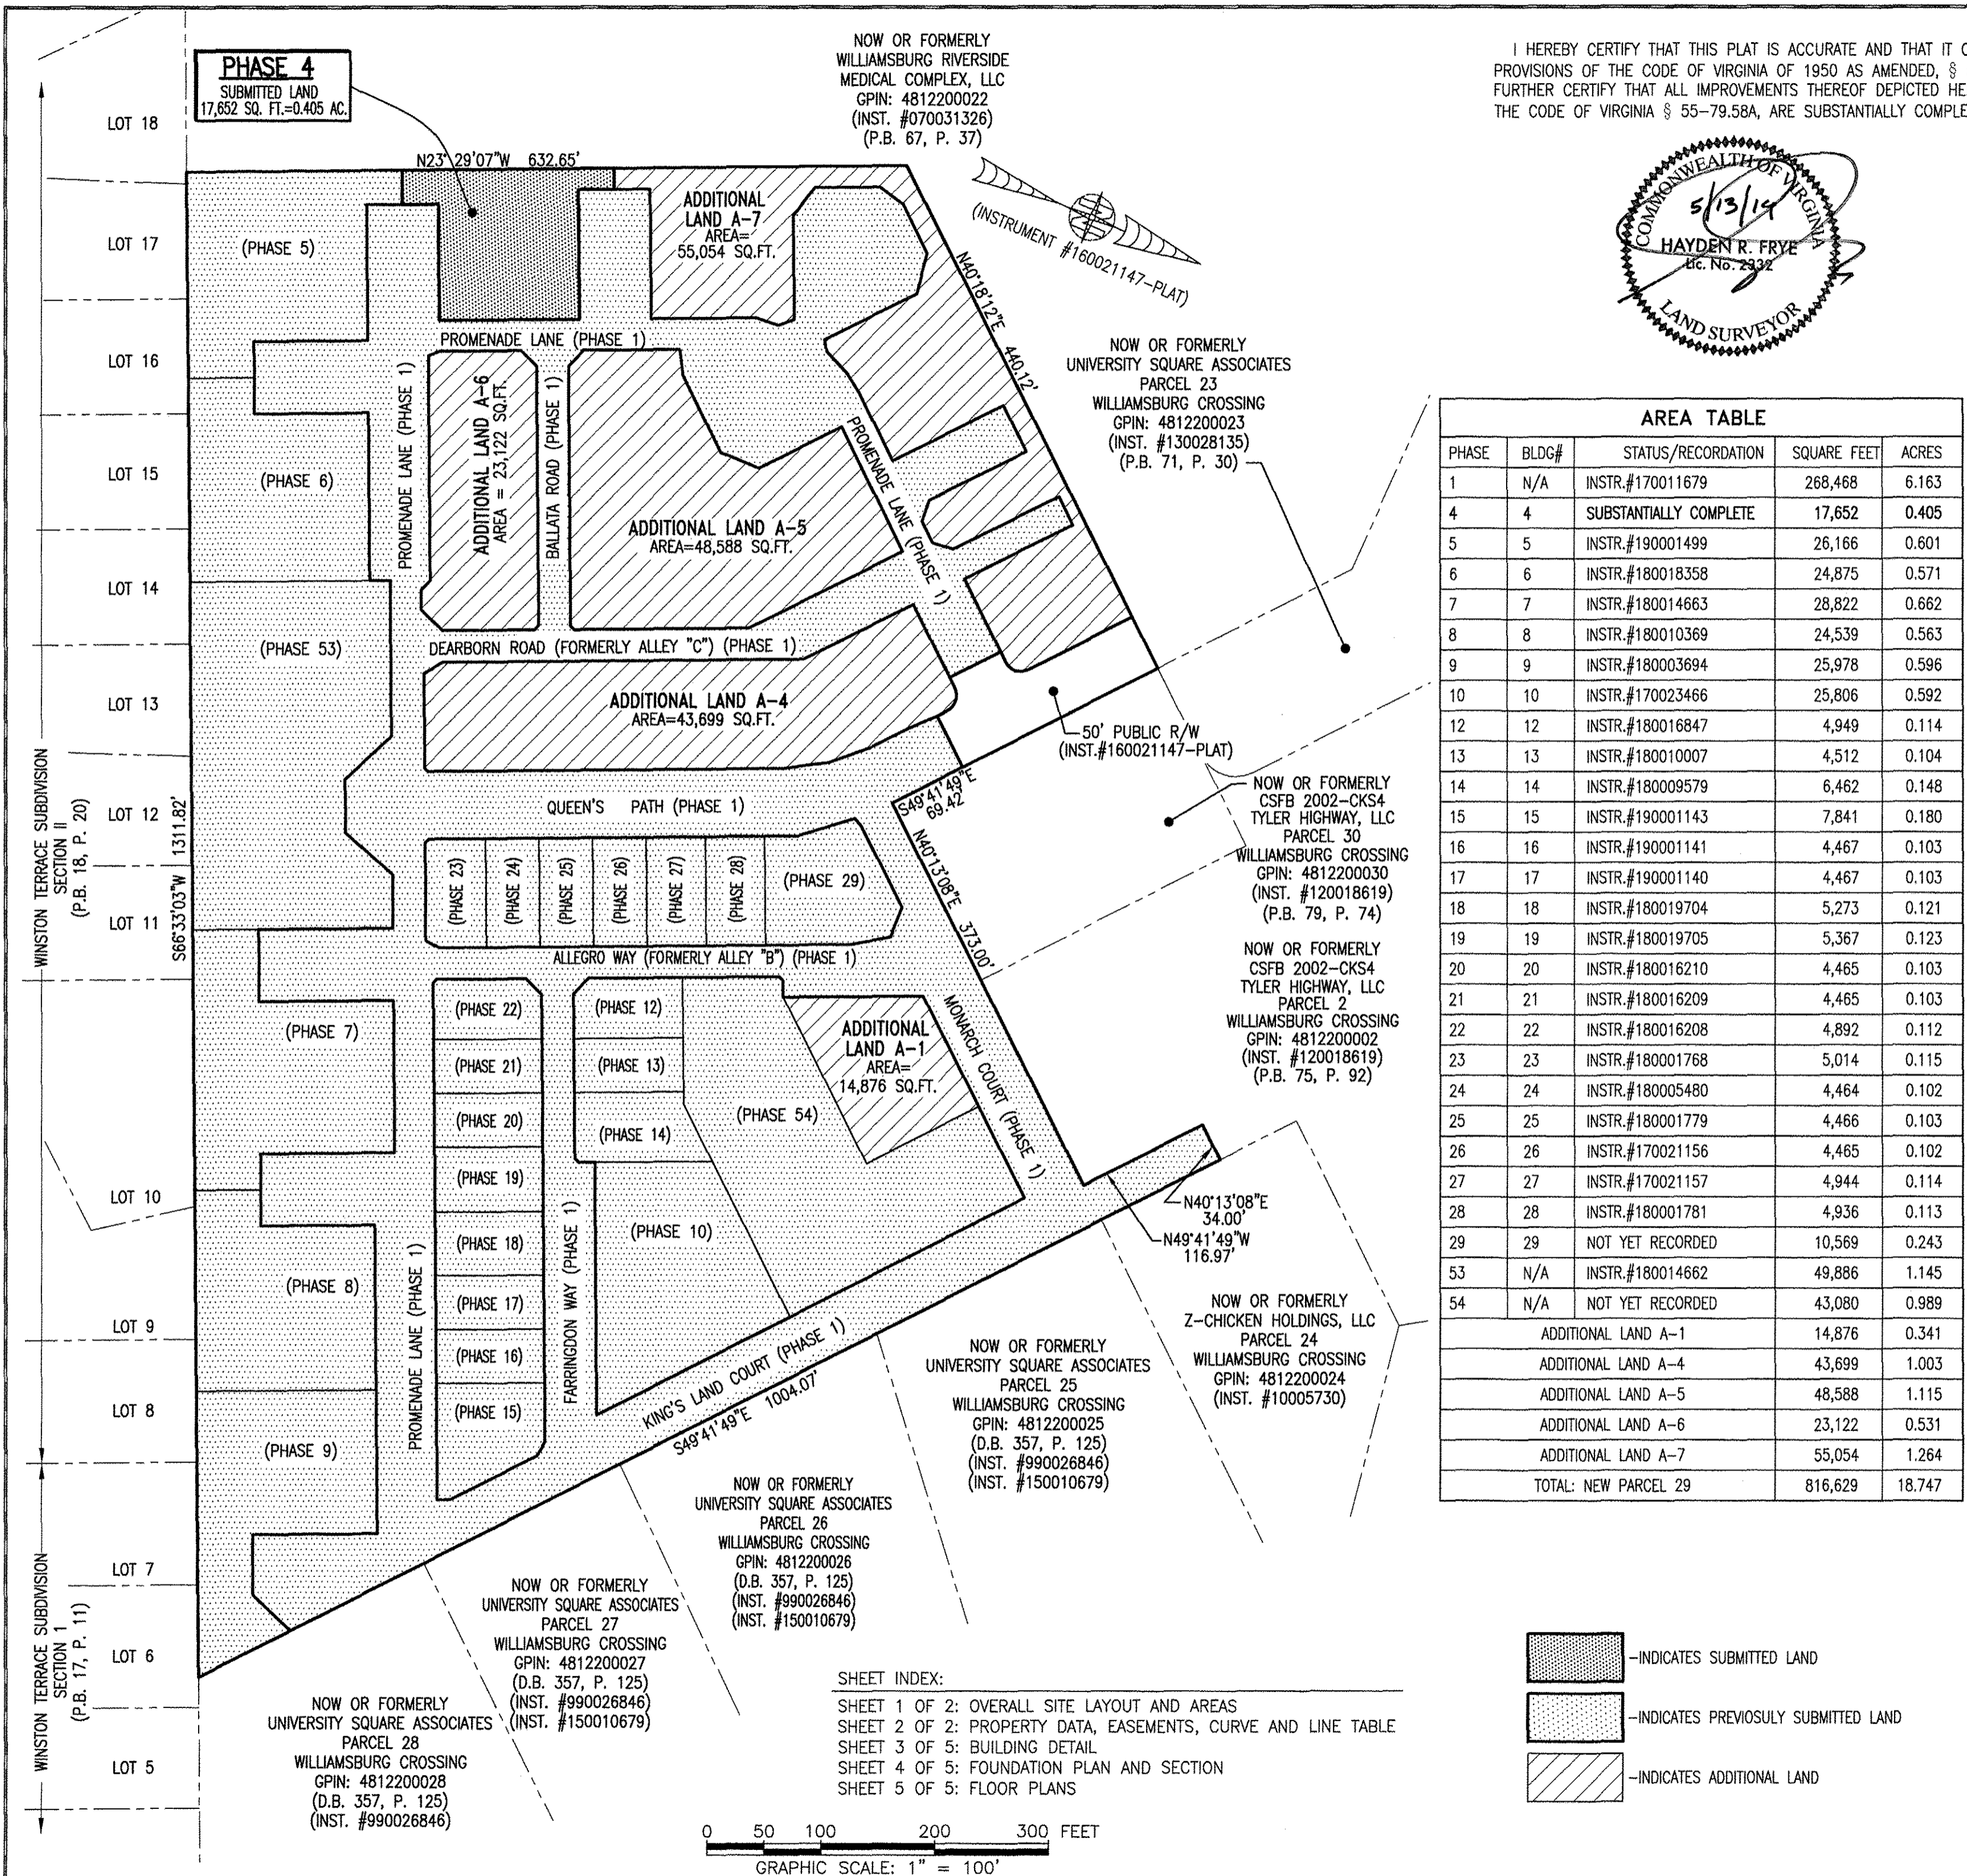 PHASE 4
SUBMITTED LAND
17,652 SQ. FT.=0.405 AC.
NOW OR FORMERLY
WILLIAMSBURG RIVERSIDE
MEDICAL COMPLEX, LLC
GPIN: 4812200022
(INST. #070031326)
(P.B. 67, P. 37)
I HEREBY CERTIFY THAT THIS PLAT IS ACCURATE AND THAT IT
PROVISIONS OF THE CODE OF VIRGINIA OF 1950 AS AMENDED, §
FURTHER CERTIFY THAT ALL IMPROVEMENTS THEREOF DEPICTED
THE CODE OF VIRGINIA § 55-79.58A, ARE SUBSTANTIALLY
COMMONWEALTH OF VIRGINIA
5/13/19
HAYDEN R. FRYE
Lic. No. 2332
LAND SURVEYOR
LOT 18
LOT 17
LOT 16
LOT 15
LOT 14
LOT 13
LOT 12
LOT 11
LOT 10
LOT 9
LOT 8
LOT 7
LOT 6
LOT 5
WINSTON TERRACE SUBDIVISION
SECTION II
(P.B. 18, P. 20)
WINSTON TERRACE SUBDIVISION
SECTION 1
(P.B. 17, P. 11)
S66°33'03"W 1311.82'
N23° 29'07"W 632.65'
N40°18'12"E 440.12'
(INSTRUMENT #160021147-PLAT)
(PHASE 5)
ADDITIONAL
LAND A-7
AREA=
55,054 SQ.FT.
PROMENADE LANE (PHASE 1)
PROMENADE LANE (PHASE 1)
ADDITIONAL LAND A-6
AREA = 23,122 SQ.FT.
BALLATA ROAD (PHASE 1)
(PHASE 6)
ADDITIONAL LAND A-5
AREA=48,588 SQ.FT.
PROMENADE LANE (PHASE 1)
(PHASE 53)
DEARBORN ROAD (FORMERLY ALLEY "C") (PHASE 1)
ADDITIONAL LAND A-4
AREA=43,699 SQ.FT.
NOW OR FORMERLY
UNIVERSITY SQUARE ASSOCIATES
PARCEL 23
WILLIAMSBURG CROSSING
GPIN: 4812200023
(INST. #130028135)
(P.B. 71, P. 30)
50' PUBLIC R/W
(INST.#160021147-PLAT)
S49°41'49"E
69.42'
QUEEN'S PATH (PHASE 1)
N40°13'08"E 373.00'
(PHASE 23)
(PHASE 24)
(PHASE 25)
(PHASE 26)
(PHASE 27)
(PHASE 28)
(PHASE 29)
ALLEGRO WAY (FORMERLY ALLEY "B") (PHASE 1)
NOW OR FORMERLY
CSFB 2002-CKS4
TYLER HIGHWAY, LLC
PARCEL 30
WILLIAMSBURG CROSSING
GPIN: 4812200030
(INST. #120018619)
(P.B. 79, P. 74)
NOW OR FORMERLY
CSFB 2002-CKS4
TYLER HIGHWAY, LLC
PARCEL 2
WILLIAMSBURG CROSSING
GPIN: 4812200002
(INST. #120018619)
(P.B. 75, P. 92)
(PHASE 7)
(PHASE 22)
(PHASE 21)
(PHASE 20)
(PHASE 19)
(PHASE 18)
(PHASE 17)
(PHASE 16)
(PHASE 15)
(PHASE 12)
(PHASE 13)
(PHASE 14)
(PHASE 54)
ADDITIONAL
LAND A-1
AREA=
14,876 SQ.FT.
MONARCH COURT (PHASE 1)
(PHASE 10)
FARRINGDON WAY (PHASE 1)
PROMENADE LANE (PHASE 1)
(PHASE 8)
(PHASE 9)
KING'S LAND COURT (PHASE 1)
S49°41'49"E 1004.07'
N40°13'08"E
34.00'
N49°41'49"W
116.97'
NOW OR FORMERLY
Z-CHICKEN HOLDINGS, LLC
PARCEL 24
WILLIAMSBURG CROSSING
GPIN: 4812200024
(INST. #10005730)
NOW OR FORMERLY
UNIVERSITY SQUARE ASSOCIATES
PARCEL 25
WILLIAMSBURG CROSSING
GPIN: 4812200025
(D.B. 357, P. 125)
(INST. #990026846)
(INST. #150010679)
NOW OR FORMERLY
UNIVERSITY SQUARE ASSOCIATES
PARCEL 26
WILLIAMSBURG CROSSING
GPIN: 4812200026
(D.B. 357, P. 125)
(INST. #990026846)
(INST. #150010679)
NOW OR FORMERLY
UNIVERSITY SQUARE ASSOCIATES
PARCEL 27
WILLIAMSBURG CROSSING
GPIN: 4812200027
(D.B. 357, P. 125)
(INST. #990026846)
(INST. #150010679)
NOW OR FORMERLY
UNIVERSITY SQUARE ASSOCIATES
PARCEL 28
WILLIAMSBURG CROSSING
GPIN: 4812200028
(D.B. 357, P. 125)
(INST. #990026846)
AREA TABLE
PHASE BLDG# STATUS/RECORDATION SQUARE FEET ACRES
1 N/A INSTR.#170011679 268,468 6.163
4 4 SUBSTANTIALLY COMPLETE 17,652 0.405
5 5 INSTR.#190001499 26,166 0.601
6 6 INSTR.#180018358 24,875 0.571
7 7 INSTR.#180014663 28,822 0.662
8 8 INSTR.#180010369 24,539 0.563
9 9 INSTR.#180003694 25,978 0.596
10 10 INSTR.#170023466 25,806 0.592
12 12 INSTR.#180016847 4,949 0.114
13 13 INSTR.#180010007 4,512 0.104
14 14 INSTR.#180009579 6,462 0.148
15 15 INSTR.#190001143 7,841 0.180
16 16 INSTR.#190001141 4,467 0.103
17 17 INSTR.#190001140 4,467 0.103
18 18 INSTR.#180019704 5,273 0.121
19 19 INSTR.#180019705 5,367 0.123
20 20 INSTR.#180016210 4,465 0.103
21 21 INSTR.#180016209 4,465 0.103
22 22 INSTR.#180016208 4,892 0.112
23 23 INSTR.#180001768 5,014 0.115
24 24 INSTR.#180005480 4,464 0.102
25 25 INSTR.#180001779 4,466 0.103
26 26 INSTR.#170021156 4,465 0.102
27 27 INSTR.#170021157 4,944 0.114
28 28 INSTR.#180001781 4,936 0.113
29 29 NOT YET RECORDED 10,569 0.243
53 N/A INSTR.#180014662 49,886 1.145
54 N/A NOT YET RECORDED 43,080 0.989
ADDITIONAL LAND A-1 14,876 0.341
ADDITIONAL LAND A-4 43,699 1.003
ADDITIONAL LAND A-5 48,588 1.115
ADDITIONAL LAND A-6 23,122 0.531
ADDITIONAL LAND A-7 55,054 1.264
TOTAL: NEW PARCEL 29 816,629 18.747
SHEET INDEX:
SHEET 1 OF 2: OVERALL SITE LAYOUT AND AREAS
SHEET 2 OF 2: PROPERTY DATA, EASEMENTS, CURVE AND LINE TABLE
SHEET 3 OF 5: BUILDING DETAIL
SHEET 4 OF 5: FOUNDATION PLAN AND SECTION
SHEET 5 OF 5: FLOOR PLANS
-INDICATES SUBMITTED LAND
-INDICATES PREVIOSULY SUBMITTED LAND
-INDICATES ADDITIONAL LAND
0 50 100 200 300 FEET
GRAPHIC SCALE: 1" = 100'